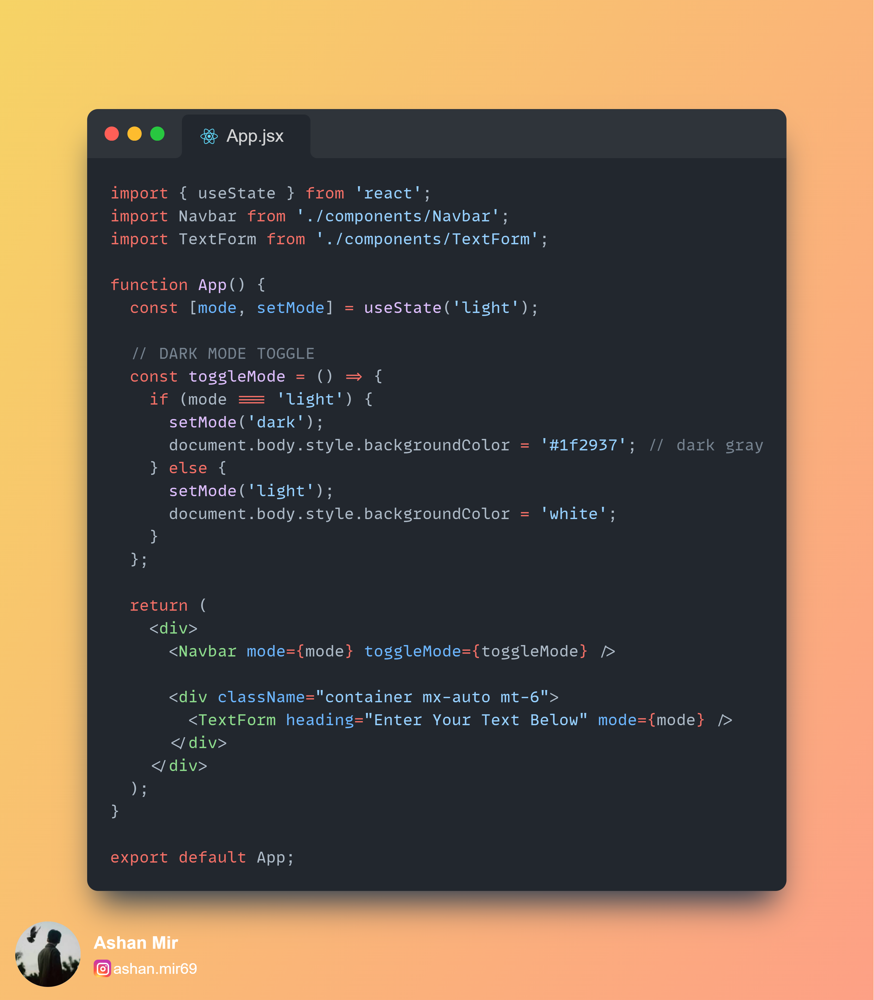 App.jsx
import { useState } from 'react';
import Navbar from './components/Navbar';
import TextForm from './components/TextForm';
function App() {
const [mode, setMode] = useState('light');
// DARK MODE TOGGLE
const toggleMode = () => {
if (mode === 'light') {
setMode('dark');
document.body.style.backgroundColor = '#1f2937'; // dark gray
} else {
setMode('light');
document.body.style.backgroundColor = 'white';
}
};
return (
<div>
<Navbar mode={mode} toggleMode={toggleMode} />
<div className="container mx-auto mt-6">
<TextForm heading="Enter Your Text Below" mode={mode} />
</div>
</div>
);
}
export default App;
Ashan Mir
ashan.mir69